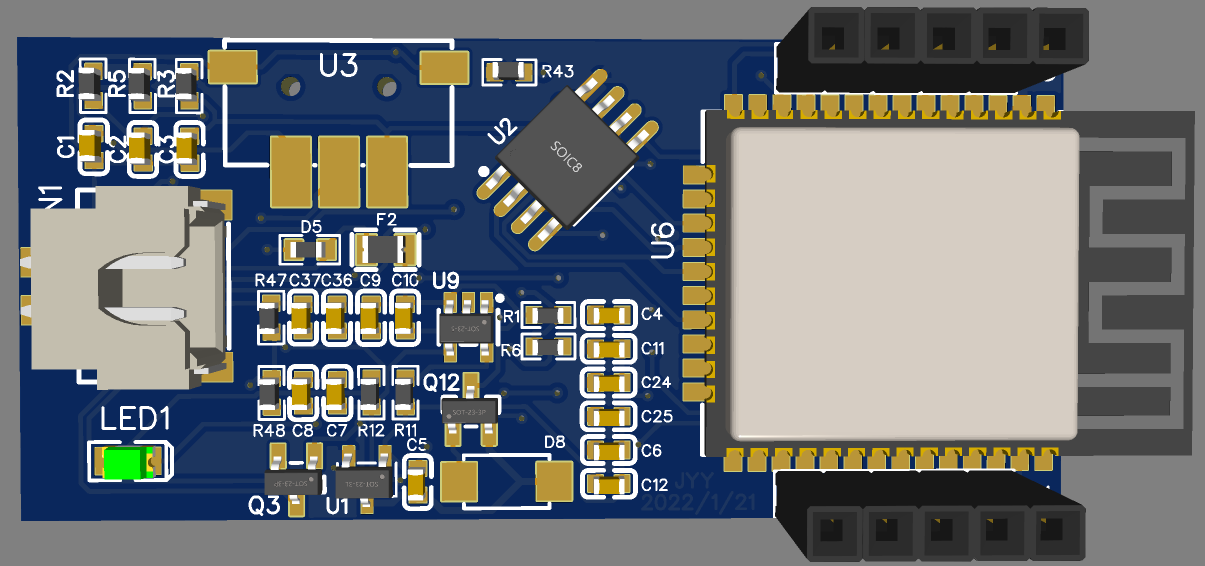 U3
R2
R5
R3
R43
C1
C2
C3
U2
SOIC8
N1
D5
F2
U6
R47
C37
C36
C9
C10
U9
SOT-23-5
R1
C4
R6
C11
Q12
C24
SOT-23-3P
LED1
C25
R48
C8
C7
R12
R11
C5
D8
C6
SOT-23-3P
SOT-23-3L
C12
JYY
2022/1/21
Q3
U1